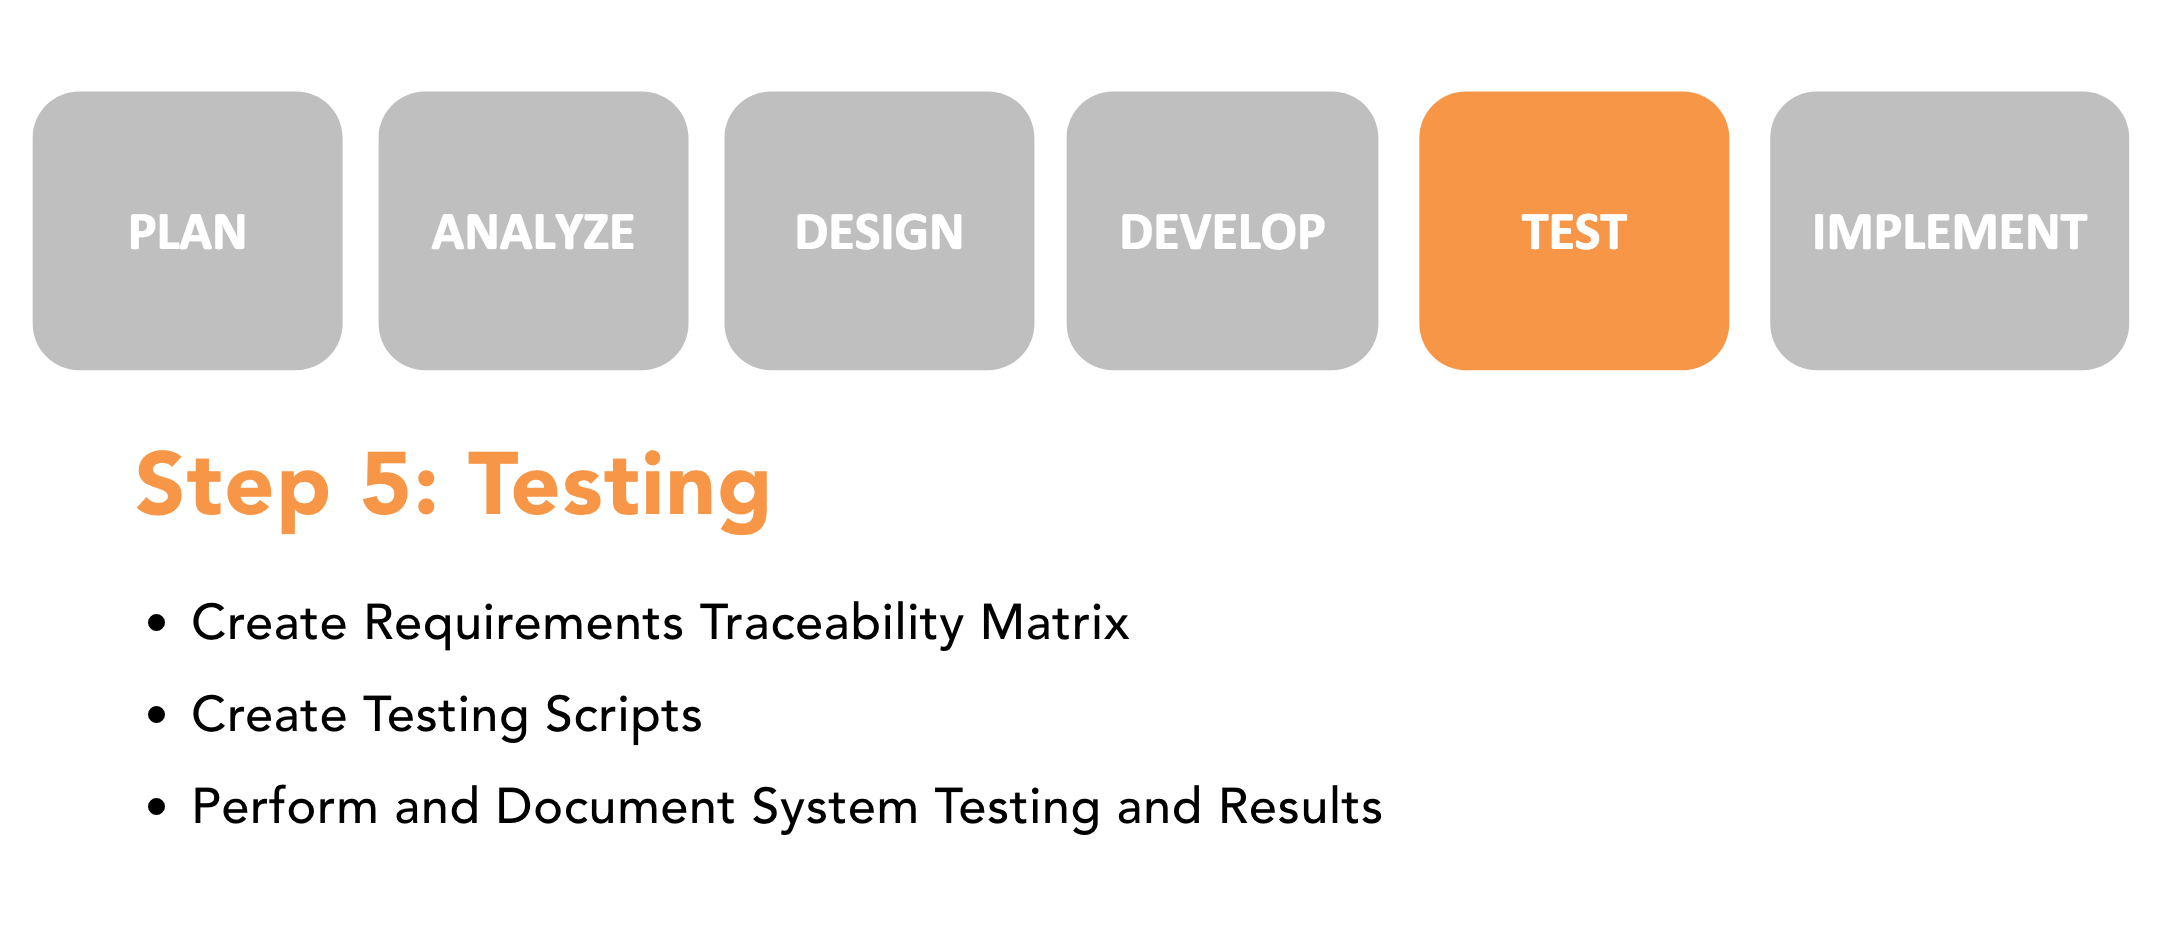 PLAN ANALYZE DESIGN DEVELOP TEST IMPLEMENT
Step 5: Testing
• Create Requirements Traceability Matrix
• Create Testing Scripts
• Perform and Document System Testing and Results